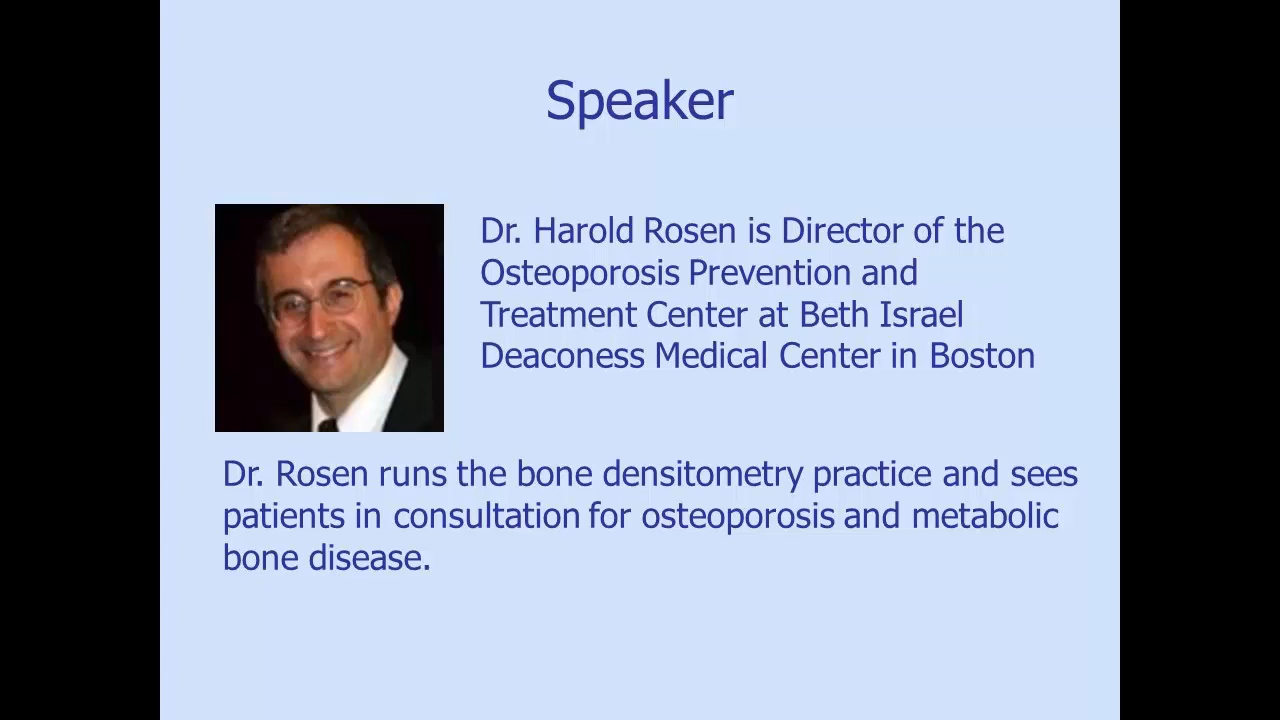 Speaker
Dr. Harold Rosen is Director of the
Osteoporosis Prevention and
Treatment Center at Beth Israel
Deaconess Medical Center in Boston
Dr. Rosen runs the bone densitometry practice and sees
patients in consultation for osteoporosis and metabolic
bone disease.